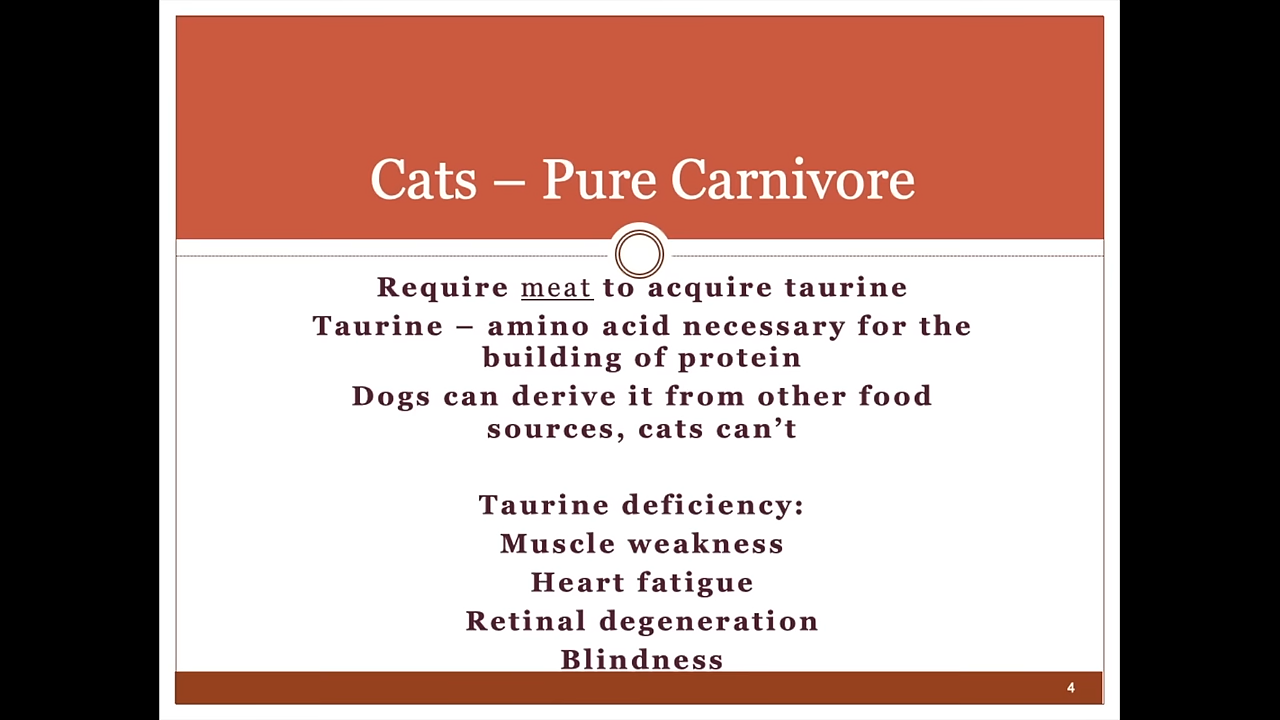 Cats – Pure Carnivore
Require meat to acquire taurine
Taurine – amino acid necessary for the
building of protein
Dogs can derive it from other food
sources, cats can’t
Taurine deficiency:
Muscle weakness
Heart fatigue
Retinal degeneration
Blindness
4